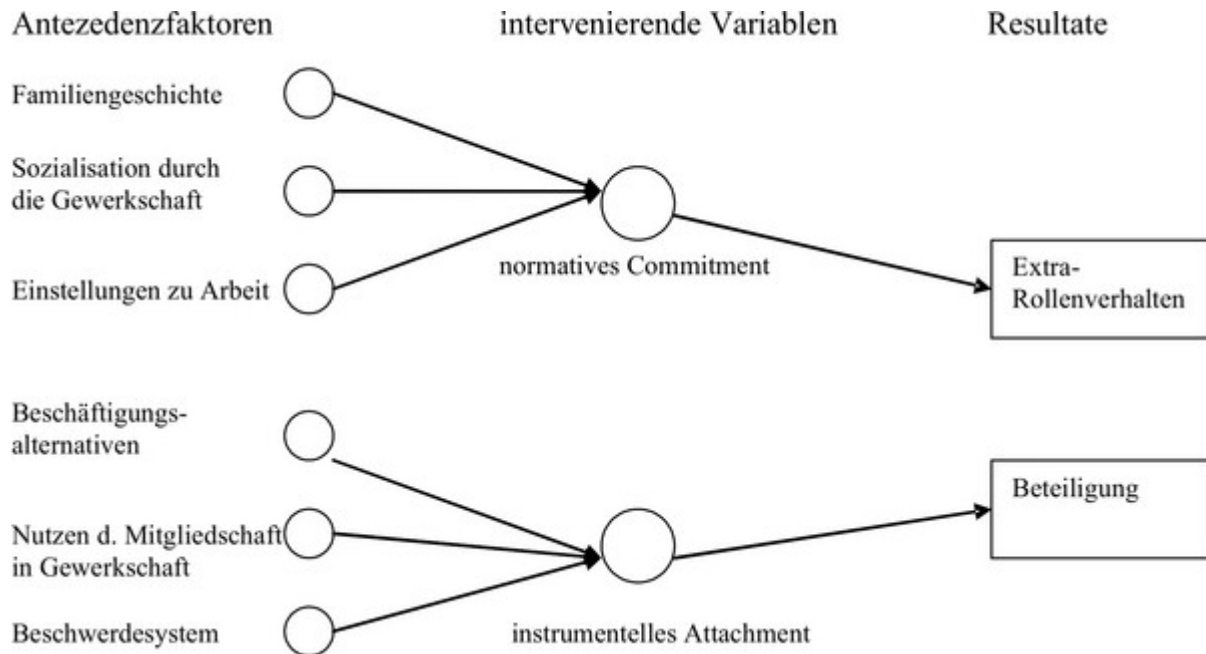 Antezedenzfaktoren
intervenierende Variablen
Resultate
Familiengeschichte
Sozialisation durch
die Gewerkschaft
Einstellungen zu Arbeit
normatives Commitment
Extra-
Rollenverhalten
Beschäftigungs-
alternativen
Nutzen d. Mitgliedschaft
in Gewerkschaft
Beschwerdesystem
instrumentelles Attachment
Beteiligung